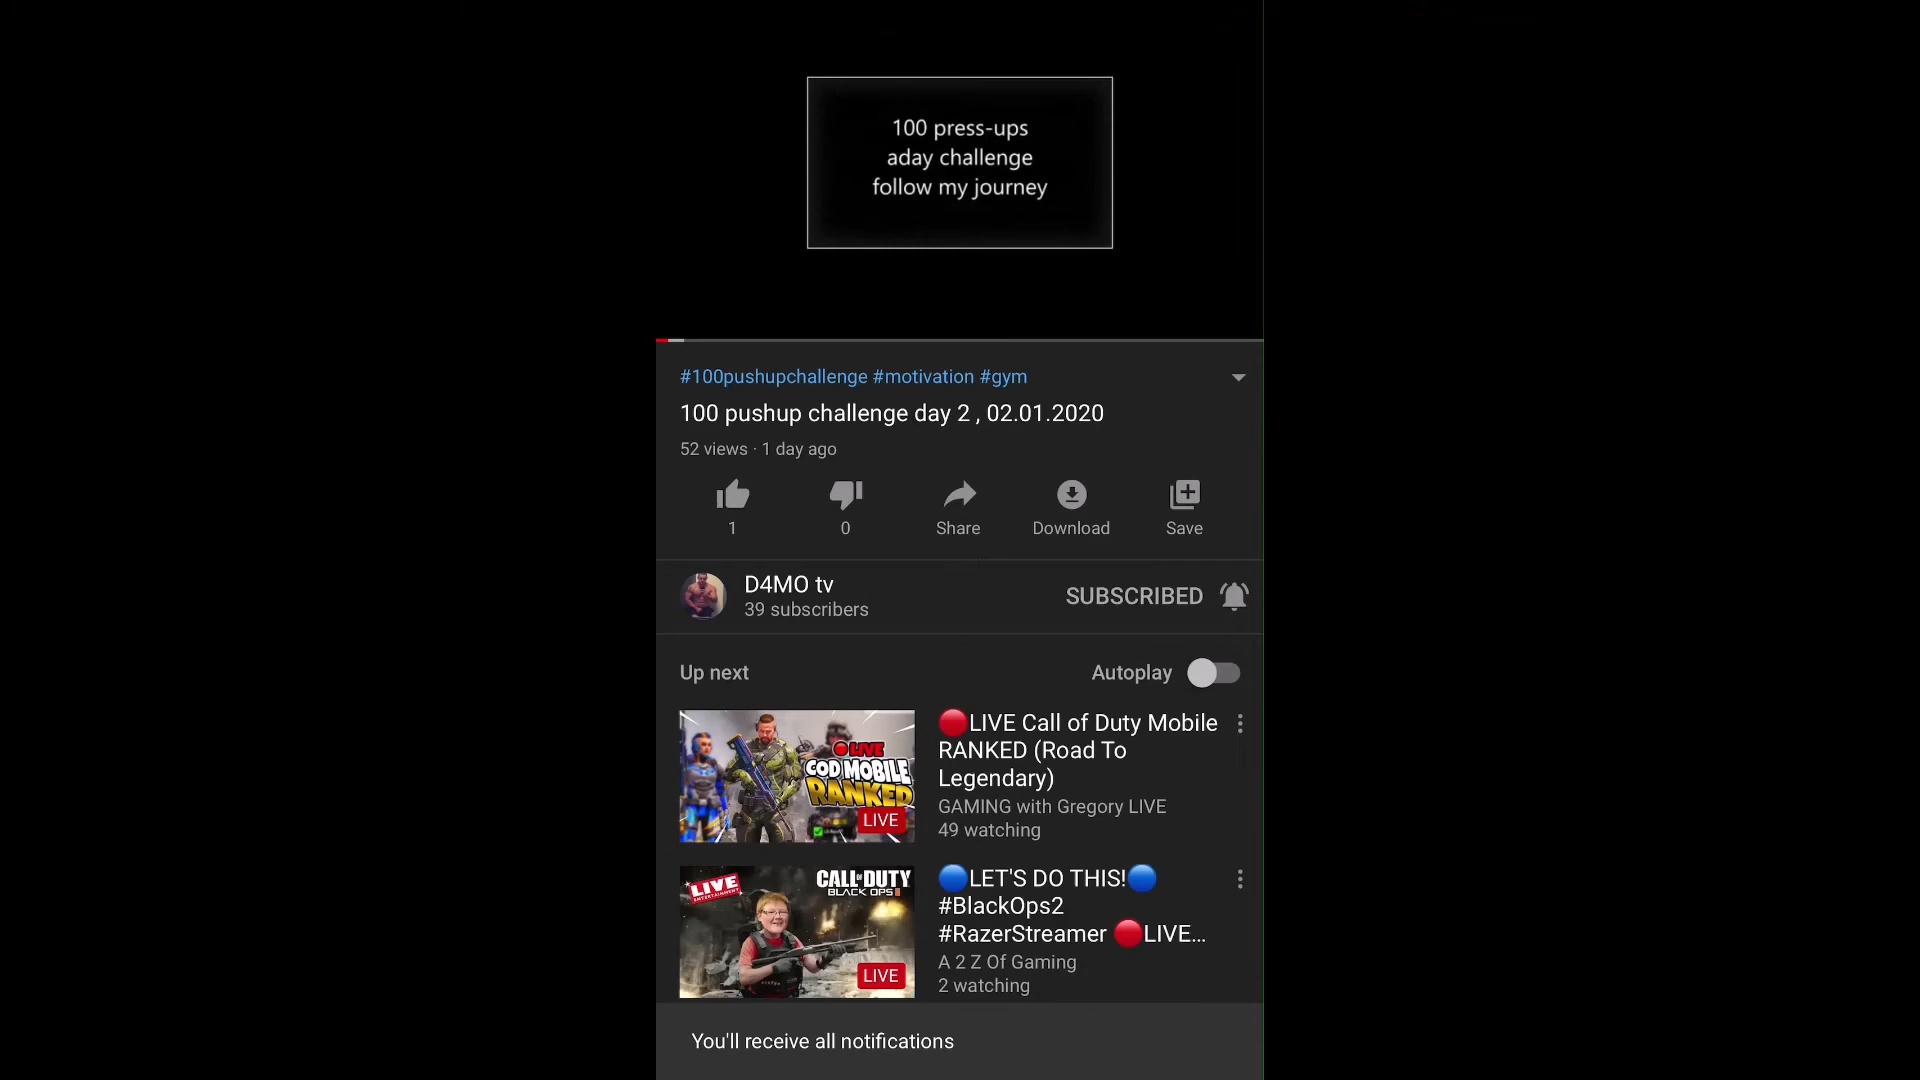 100 press-ups
aday challenge
follow my journey
#100pushupchallenge #motivation #gym
100 pushup challenge day 2 , 02.01.2020
52 views · 1 day ago
1
0
Share
Download
Save
D4MO tv
39 subscribers
SUBSCRIBED
Up next
Autoplay
LIVE
COD MOBILE
RANKED
LIVE
🔴LIVE Call of Duty Mobile
RANKED (Road To
Legendary)
GAMING with Gregory LIVE
49 watching
LIVE
ENTERTAINMENT
CALL OF DUTY
BLACK OPS II
LIVE
🔵LET'S DO THIS!🔵
#BlackOps2
#RazerStreamer 🔴LIVE...
A 2 Z Of Gaming
2 watching
You'll receive all notifications